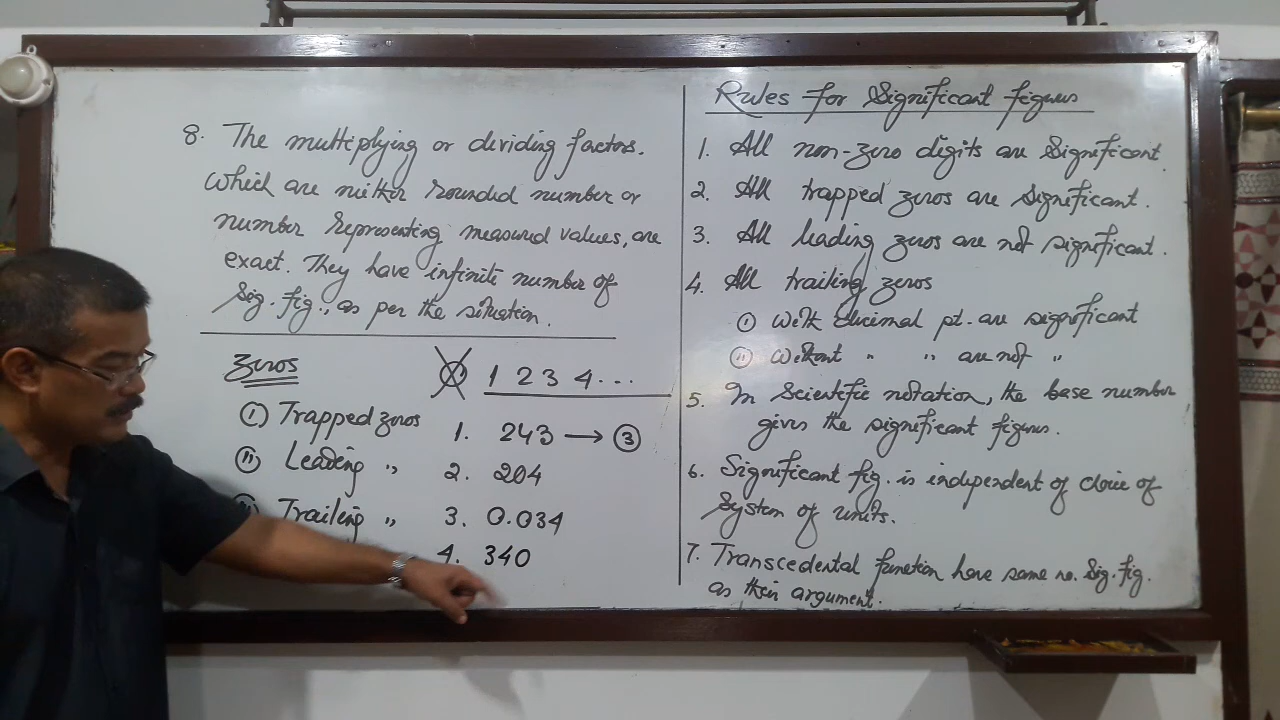 8. The multiplying or dividing factors.
which are neither rounded number or
number representing measured values, are
exact. They have infinite number of
Sig. fig., as per the situation.
Zeros
0 1 2 3 4 ...
(i) Trapped zeros
(ii) Leading "
Trailing "
1. 243 → 3
2. 204
3. 0.034
4. 340
Rules for Significant figures
1. All non-zero digits are Significant.
2. All trapped zeros are significant.
3. All leading zeros are not significant.
4. All trailing zeros
(i) With decimal pt. are significant
(ii) Without " " are not "
5. In Scientific notation, the base number
gives the significant figures.
6. Significant fig. is independent of choice of
System of units.
7. Transcedental function have same no. Sig. fig.
as their argument.